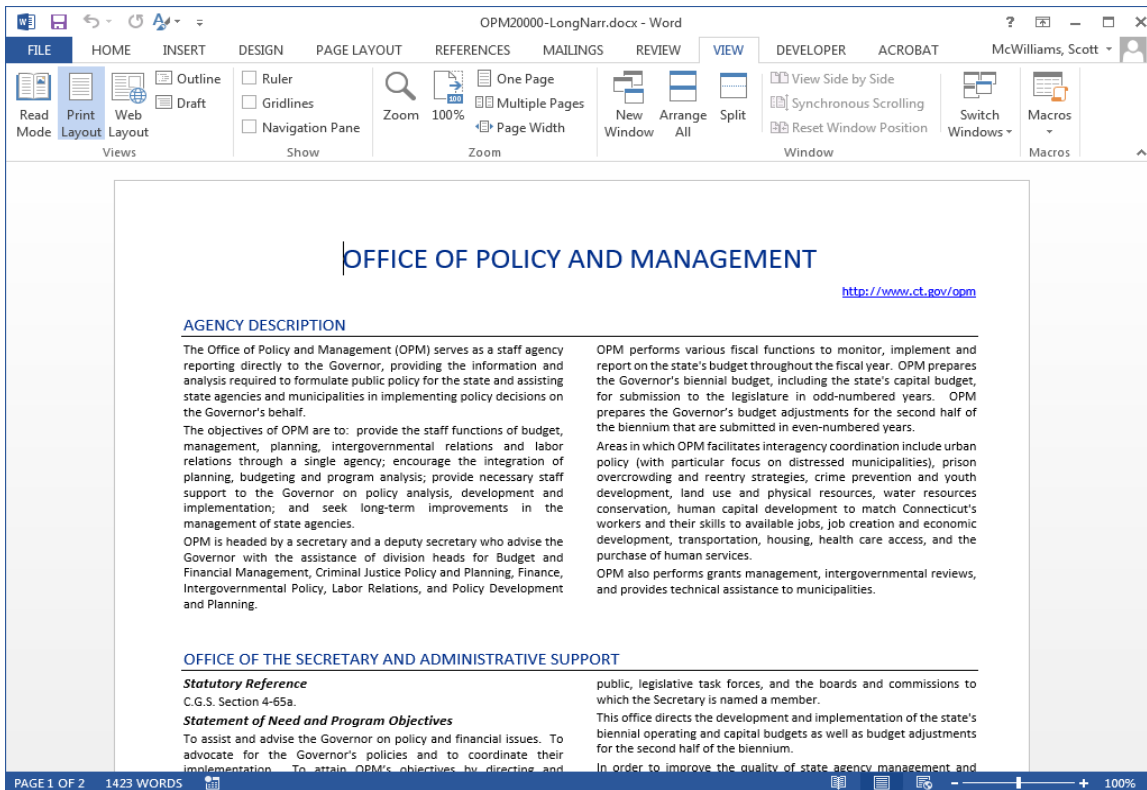 OPM20000-LongNarr.docx - Word
?
FILE HOME INSERT DESIGN PAGE LAYOUT REFERENCES MAILINGS REVIEW VIEW DEVELOPER ACROBAT McWilliams, Scott
Read Mode
Print Layout
Web Layout
Outline
Draft
Views
Ruler
Gridlines
Navigation Pane
Show
Zoom
100
100%
One Page
Multiple Pages
Page Width
Zoom
New Window
Arrange All
Split
View Side by Side
Synchronous Scrolling
Reset Window Position
Switch Windows
Window
Macros
Macros
OFFICE OF POLICY AND MANAGEMENT
http://www.ct.gov/opm
AGENCY DESCRIPTION
The Office of Policy and Management (OPM) serves as a staff agency
reporting directly to the Governor, providing the information and
analysis required to formulate public policy for the state and assisting
state agencies and municipalities in implementing policy decisions on
the Governor's behalf.
The objectives of OPM are to: provide the staff functions of budget,
management, planning, intergovernmental relations and labor
relations through a single agency; encourage the integration of
planning, budgeting and program analysis; provide necessary staff
support to the Governor on policy analysis, development and
implementation; and seek long-term improvements in the
management of state agencies.
OPM is headed by a secretary and a deputy secretary who advise the
Governor with the assistance of division heads for Budget and
Financial Management, Criminal Justice Policy and Planning, Finance,
Intergovernmental Policy, Labor Relations, and Policy Development
and Planning.
OPM performs various fiscal functions to monitor, implement and
report on the state's budget throughout the fiscal year. OPM prepares
the Governor's biennial budget, including the state's capital budget,
for submission to the legislature in odd-numbered years. OPM
prepares the Governor's budget adjustments for the second half of
the biennium that are submitted in even-numbered years.
Areas in which OPM facilitates interagency coordination include urban
policy (with particular focus on distressed municipalities), prison
overcrowding and reentry strategies, crime prevention and youth
development, land use and physical resources, water resources
conservation, human capital development to match Connecticut's
workers and their skills to available jobs, job creation and economic
development, transportation, housing, health care access, and the
purchase of human services.
OPM also performs grants management, intergovernmental reviews,
and provides technical assistance to municipalities.
OFFICE OF THE SECRETARY AND ADMINISTRATIVE SUPPORT
Statutory Reference
C.G.S. Section 4-65a.
Statement of Need and Program Objectives
To assist and advise the Governor on policy and financial issues. To
advocate for the Governor's policies and to coordinate their
implementation. To attain OPM's objectives by directing and
public, legislative task forces, and the boards and commissions to
which the Secretary is named a member.
This office directs the development and implementation of the state's
biennial operating and capital budgets as well as budget adjustments
for the second half of the biennium.
In order to improve the quality of state agency management and
PAGE 1 OF 2 1423 WORDS 100%